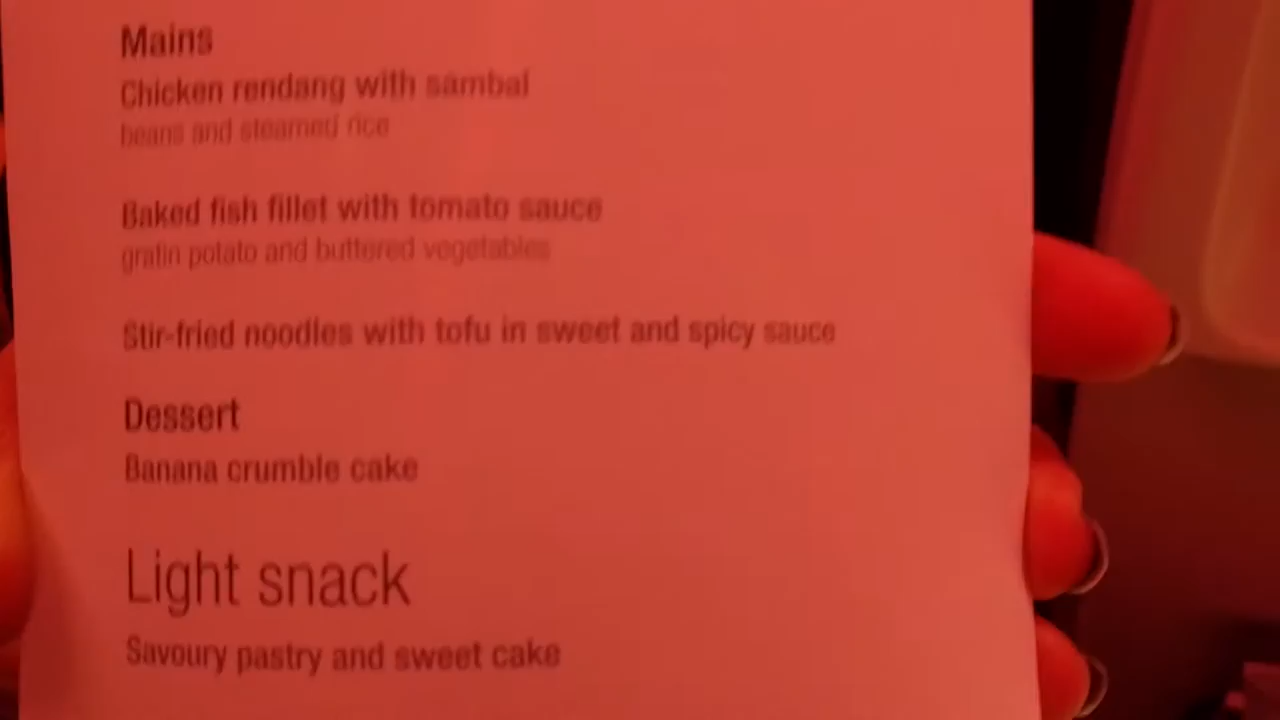 Mains
Chicken rendang with sambal
beans and steamed rice
Baked fish fillet with tomato sauce
gratin potato and buttered vegetables
Stir-fried noodles with tofu in sweet and spicy sauce
Dessert
Banana crumble cake
Light snack
Savoury pastry and sweet cake